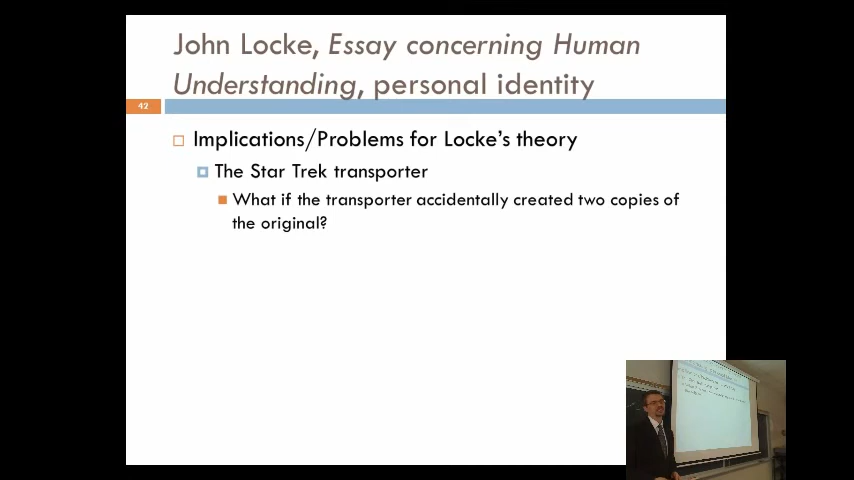 John Locke, Essay concerning Human
Understanding, personal identity
42
Implications/Problems for Locke's theory
The Star Trek transporter
What if the transporter accidentally created two copies of
the original?